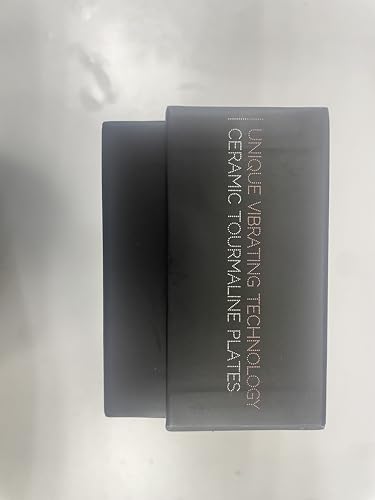 UNIQUE VIBRATING TECHNOLOGY
CERAMIC TOURMALINE PLATES